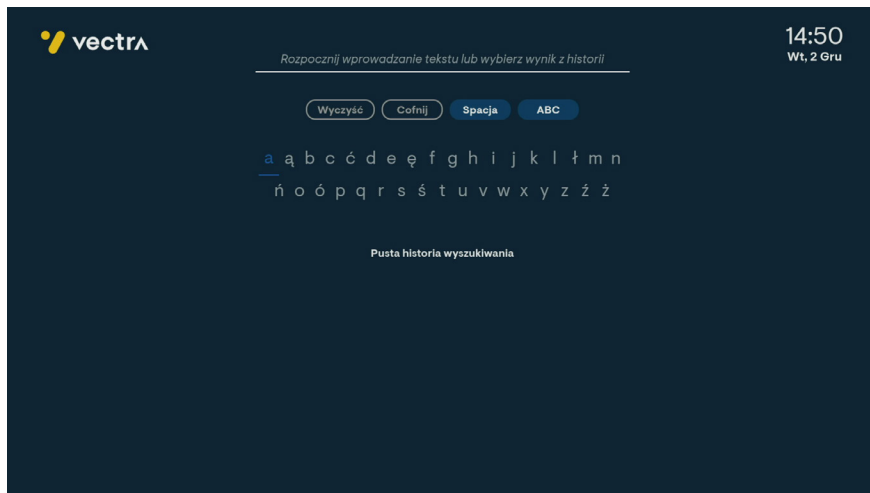 vectra
14:50
Wt, 2 Gru
Rozpocznij wprowadzanie tekstu lub wybierz wynik z historii
Wyczyść Cofnij Spacja ABC
a ą b c ć d e ę f g h i j k l ł m n
ń o ó p q r s ś t u v w x y z ź ż
Pusta historia wyszukiwania